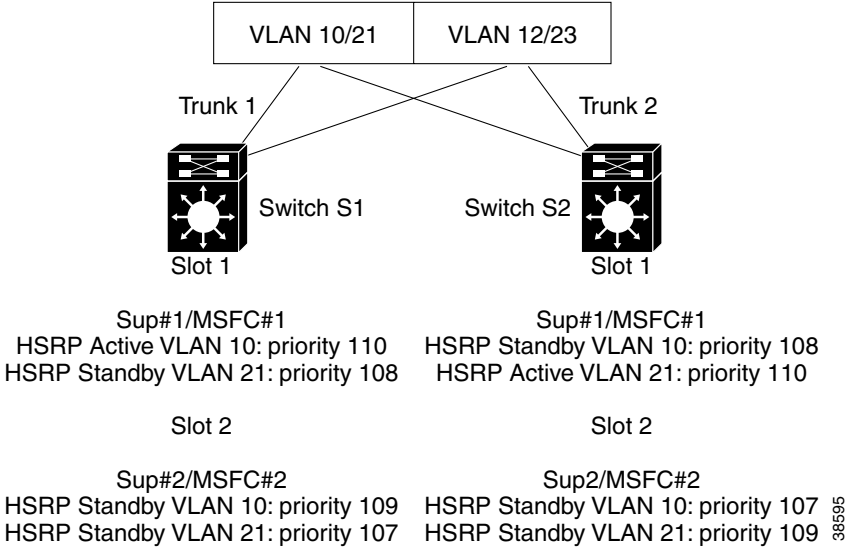 VLAN 10/21 VLAN 12/23
Trunk 1 Trunk 2
Switch S1 Switch S2
Slot 1 Slot 1
Sup#1/MSFC#1 Sup#1/MSFC#1
HSRP Active VLAN 10: priority 110 HSRP Standby VLAN 10: priority 108
HSRP Standby VLAN 21: priority 108 HSRP Active VLAN 21: priority 110
Slot 2 Slot 2
Sup#2/MSFC#2 Sup2/MSFC#2
HSRP Standby VLAN 10: priority 109 HSRP Standby VLAN 10: priority 107
HSRP Standby VLAN 21: priority 107 HSRP Standby VLAN 21: priority 109
38595